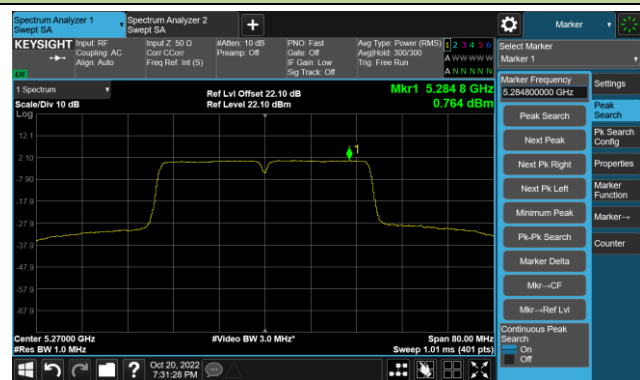 Spectrum Analyzer 1
Swept SA
Spectrum Analyzer 2
Swept SA
+
Marker
KEYSIGHT
Input: RF
Coupling: AC
Align: Auto
Input Z: 50 Ω
Corr CCorr
Freq Ref: Int (S)
#Atten: 10 dB
Preamp: Off
PNO: Fast
Gate: Off
IF Gain: Low
Sig Track: Off
Avg Type: Power (RMS)
Avg|Hold: 300/300
Trig: Free Run
1 2 3 4 5 6
A W W W W W
A N N N N N
LXI
Select Marker
Marker 1
1 Spectrum
Scale/Div 10 dB
Log
Ref Lvl Offset 22.10 dB
Ref Level 22.10 dBm
Mkr1 5.284 8 GHz
0.764 dBm
12.1
2.10
-7.90
-17.9
-27.9
-37.9
-47.9
-57.9
-67.9
1
Center 5.27000 GHz
#Res BW 1.0 MHz
#Video BW 3.0 MHz*
Span 80.00 MHz
Sweep 1.01 ms (401 pts)
Marker Frequency
5.284800000 GHz
Peak Search
Next Peak
Next Pk Right
Next Pk Left
Minimum Peak
Pk-Pk Search
Marker Delta
Mkr→CF
Mkr→Ref Lvl
Continuous Peak
Search
On
Off
Settings
Peak
Search
Pk Search
Config
Properties
Marker
Function
Marker→
Counter
?
Oct 20, 2022
7:31:28 PM